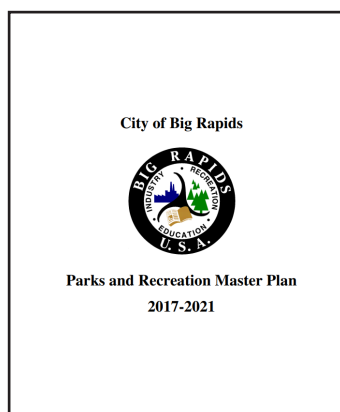 City of Big Rapids
BIG RAPIDS
INDUSTRY • RECREATION
• EDUCATION •
U. S. A.
Parks and Recreation Master Plan
2017-2021